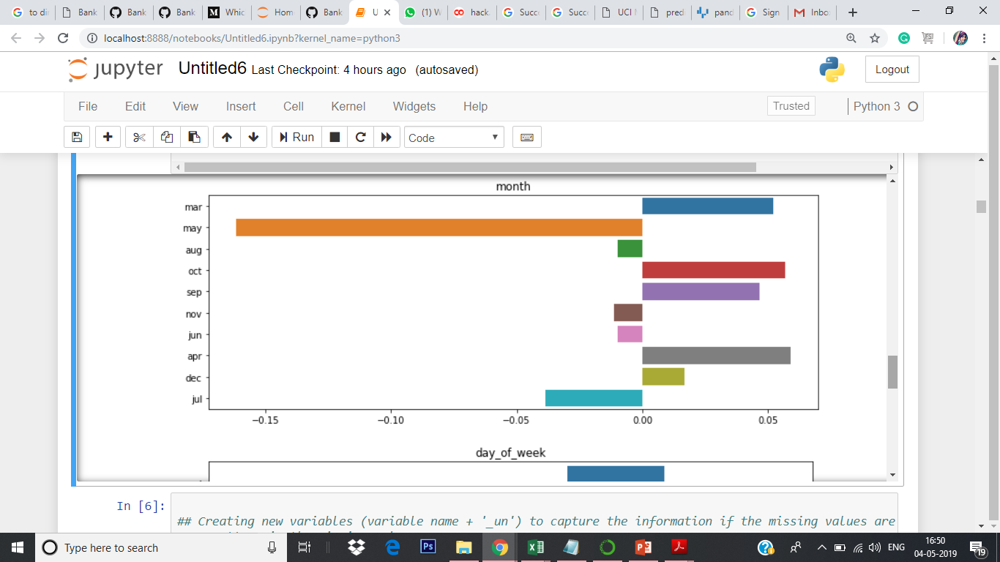 to dir Bank Bank Bank Whic Hom Bank U (1) W hack. Succe Succe UCI pred pand Sign Inbo
localhost:8888/notebooks/Untitled6.ipynb?kernel_name=python3
jupyter Untitled6 Last Checkpoint: 4 hours ago (autosaved) Logout
File Edit View Insert Cell Kernel Widgets Help Trusted Python 3
Run Code
month
mar
may
aug
oct
sep
nov
jun
apr
dec
jul
−0.15 −0.10 −0.05 0.00 0.05
day_of_week
In [6]:
## Creating new variables (variable name + '_un') to capture the information if the missing values are
Type here to search Ps ENG 16:50 04-05-2019 19